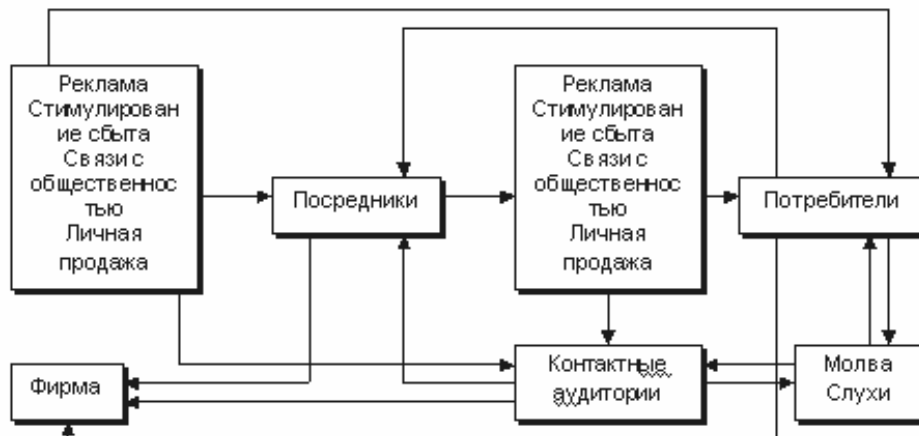 Реклама
Стимулирован
ие сбыта
Связи с
общественнос
тью
Личная
продажа
Посредники
Реклама
Стимулирован
ие сбыта
Связи с
общественнос
тью
Личная
продажа
Потребители
Фирма
Контактные
аудитории
Молва
Слухи